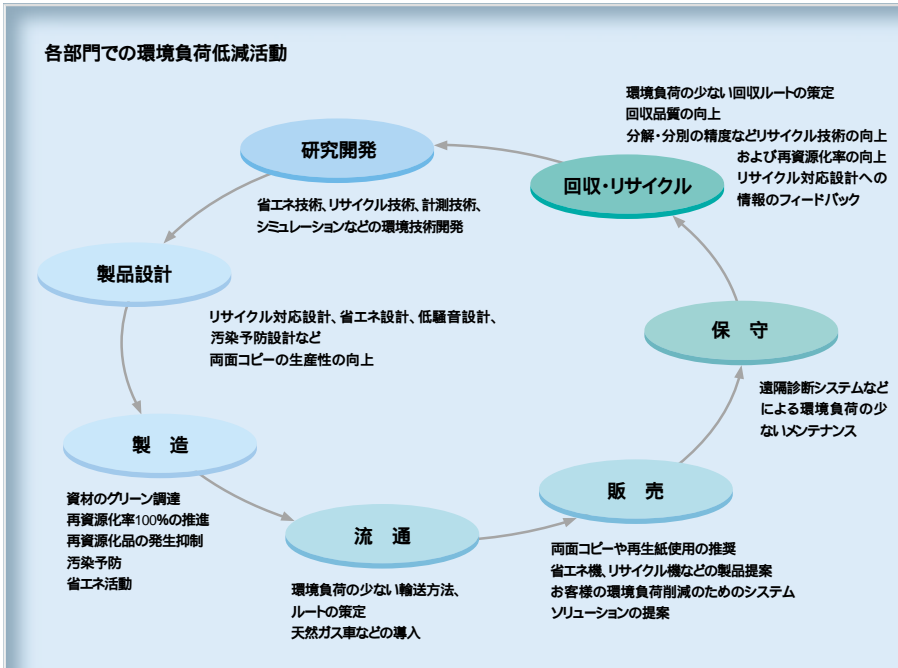 各部門での環境負荷低減活動
研究開発
省エネ技術、リサイクル技術、計測技術、
シミュレーションなどの環境技術開発
製品設計
リサイクル対応設計、省エネ設計、低騒音設計、
汚染予防設計など
両面コピーの生産性の向上
製 造
資材のグリーン調達
再資源化率100%の推進
再資源化品の発生抑制
汚染予防
省エネ活動
流 通
環境負荷の少ない輸送方法、
ルートの策定
天然ガス車などの導入
販 売
両面コピーや再生紙使用の推奨
省エネ機、リサイクル機などの製品提案
お客様の環境負荷削減のためのシステム
ソリューションの提案
保 守
遠隔診断システムなど
による環境負荷の少
ないメンテナンス
回収・リサイクル
環境負荷の少ない回収ルートの策定
回収品質の向上
分解・分別の精度などリサイクル技術の向上
および再資源化率の向上
リサイクル対応設計への
情報のフィードバック